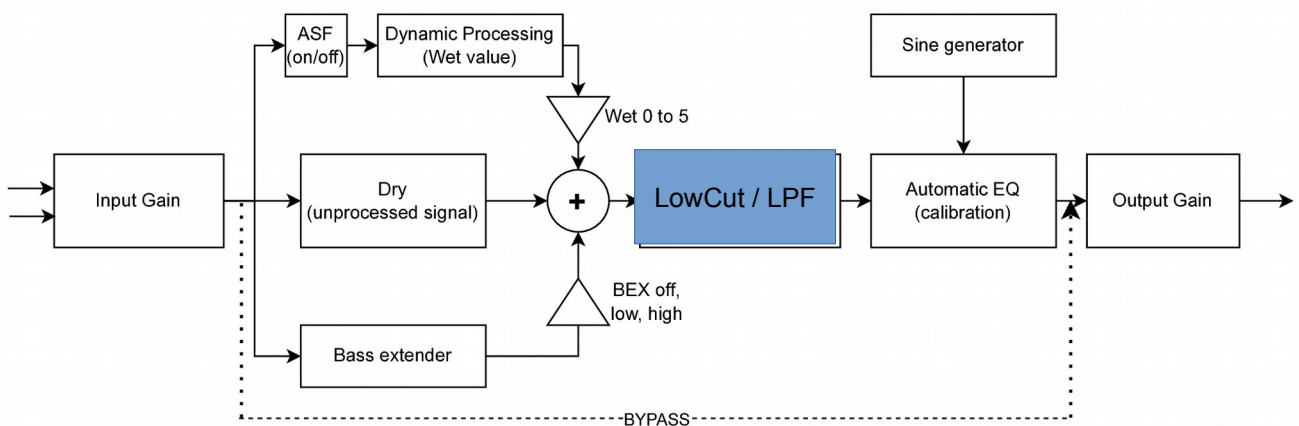 ASF
(on/off)
Dynamic Processing
(Wet value)
Sine generator
Wet 0 to 5
Input Gain
Dry
(unprocessed signal)
+
LowCut / LPF
Automatic EQ
(calibration)
Output Gain
BEX off,
low, high
Bass extender
BYPASS